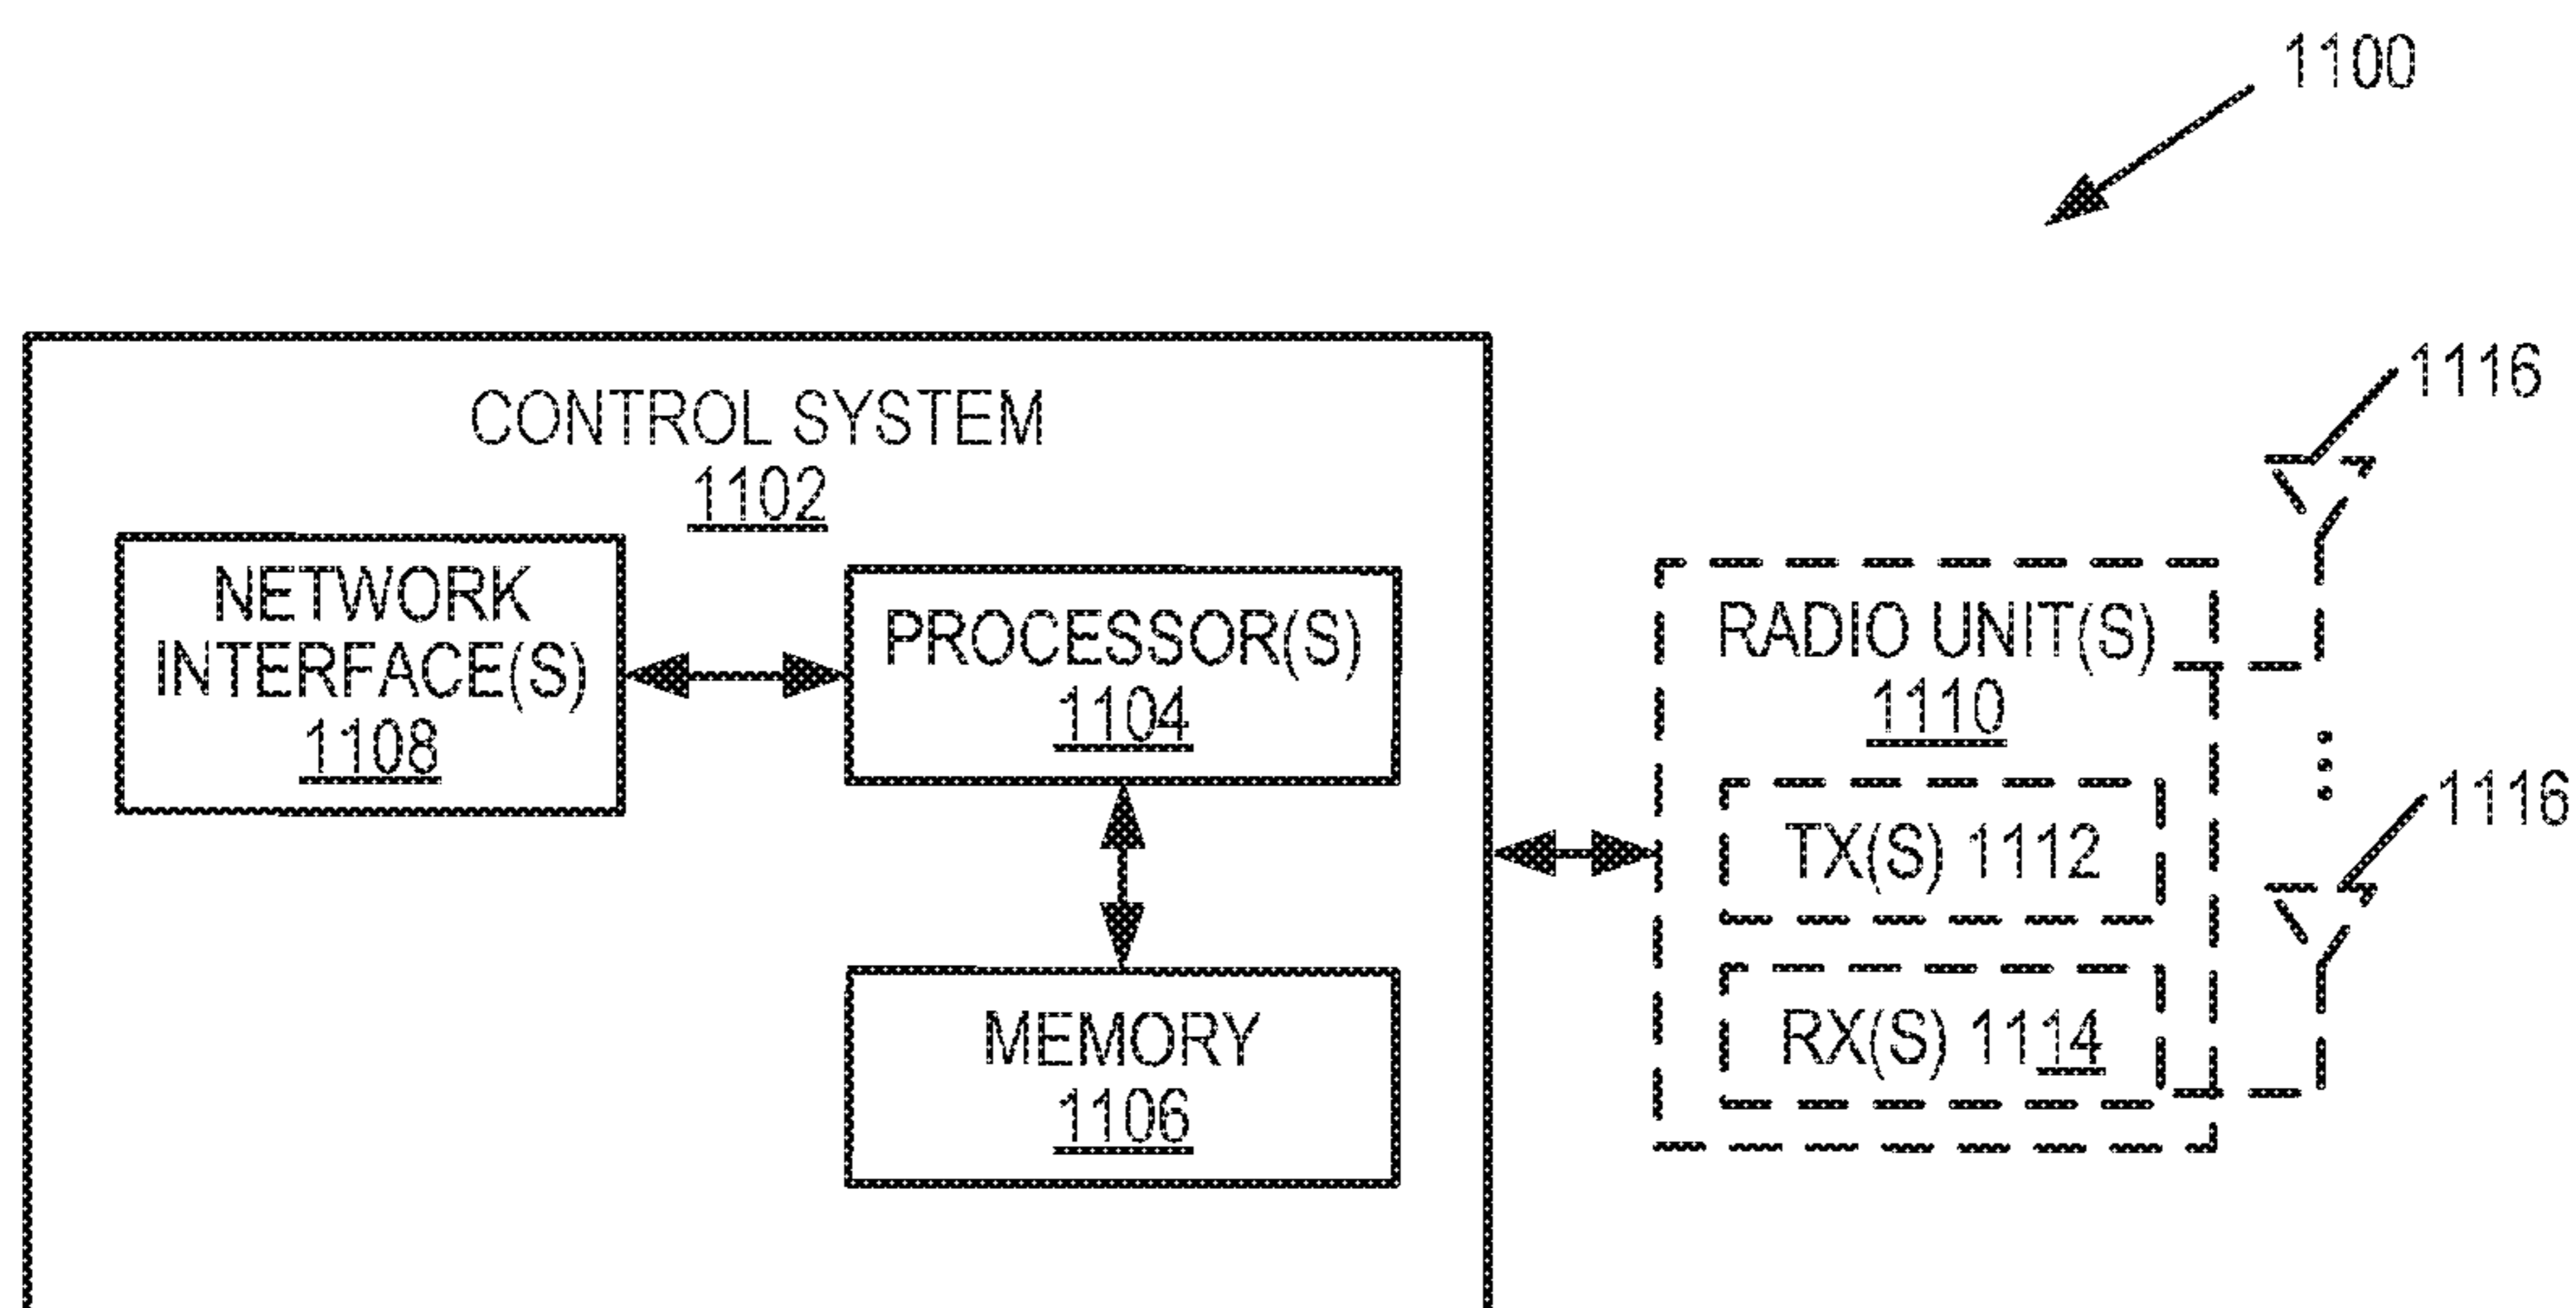 1100
CONTROL SYSTEM
1102
NETWORK
INTERFACE(S)
1108
PROCESSOR(S)
1104
MEMORY
1106
RADIO UNIT(S)
1110
TX(S) 1112
RX(S) 1114
1116
1116